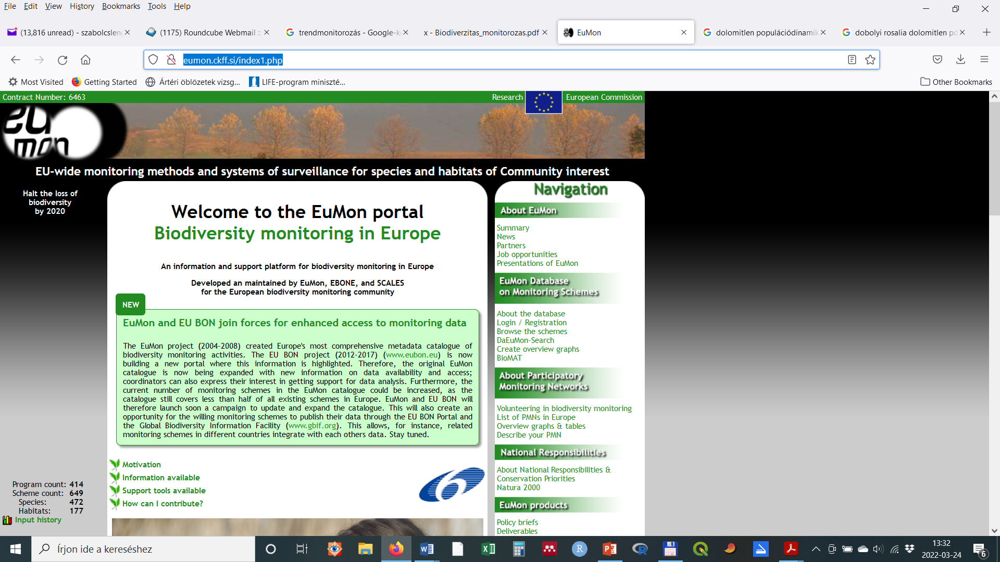 File Edit View History Bookmarks Tools Help
(13,816 unread) - szabolcsleng
(1175) Roundcube Webmail ::
trendmonitorozás - Google-ke
x - Biodiverzitas_monitorozas.pdf
EuMon
dolomitlen populációdinamik
dobolyi rosalia dolomitlen pd
eumon.ckff.si/index1.php
Most Visited
Getting Started
Ártéri öblözetek vizsg...
LIFE-program miniszté...
Other Bookmarks
Contract Number: 6463
Research
European Commission
eu
mon
EU-wide monitoring methods and systems of surveillance for species and habitats of Community interest
Halt the loss of
biodiversity
by 2020
Welcome to the EuMon portal
Biodiversity monitoring in Europe
An information and support platform for biodiversity monitoring in Europe
Developed an maintained by EuMon, EBONE, and SCALES
for the European biodiversity monitoring community
NEW
EuMon and EU BON join forces for enhanced access to monitoring data
The EuMon project (2004-2008) created Europe's most comprehensive metadata catalogue of
biodiversity monitoring activities. The EU BON project (2012-2017) (www.eubon.eu) is now
building a new portal where this information is highlighted. Therefore, the original EuMon
catalogue is now being expanded with new information on data availability and access;
coordinators can also express their interest in getting support for data analysis. Furthermore, the
current number of monitoring schemes in the EuMon catalogue could be increased, as the
catalogue still covers less than half of all existing schemes in Europe. EuMon and EU BON will
therefore launch soon a campaign to update and expand the catalogue. This will also create an
opportunity for the willing monitoring schemes to publish their data through the EU BON Portal and
the Global Biodiversity Information Facility (www.gbif.org). This allows, for instance, related
monitoring schemes in different countries integrate with each others data. Stay tuned.
Motivation
Information available
Support tools available
How can I contribute?
6
Program count: 414
Scheme count: 649
Species: 472
Habitats: 177
Input history
Navigation
About EuMon
Summary
News
Partners
Job opportunities
Presentations of EuMon
EuMon Database
on Monitoring Schemes
About the database
Login / Registration
Browse the schemes
DaEuMon-Search
Create overview graphs
BioMAT
About Participatory
Monitoring Networks
Volunteering in biodiversity monitoring
List of PMNs in Europe
Overview graphs & tables
Describe your PMN
National Responsibilities
About National Responsibilities &
Conservation Priorities
Natura 2000
EuMon products
Policy briefs
Deliverables
Írjon ide a kereséshez
13:32
2022-03-24
6